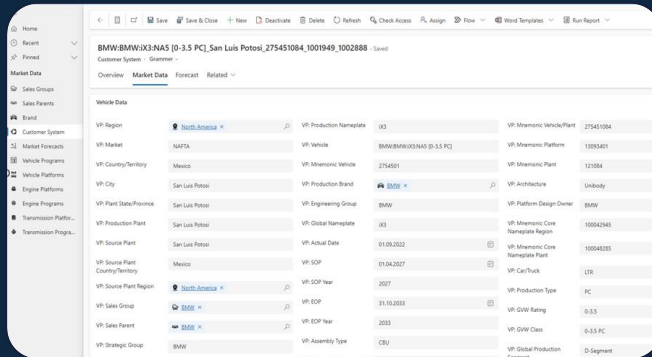 Save
Save & Close
New
Deactivate
Delete
Refresh
Check Access
Assign
Flow
Word Templates
Run Report
Home
Recent
Pinned
Market Data
Sales Groups
Sales Parents
Brand
Customer System
Market Forecasts
Vehicle Programs
Vehicle Platforms
Engine Platforms
Engine Programs
Transmission Platfor...
Transmission Progra...
BMW:BMW:iX3:NA5 [0-3.5 PC]_San Luis Potosi_275451084_1001949_1002888 - Saved
Customer System · Grammer
Overview Market Data Forecast Related
Vehicle Data
VP: Region North America ×
VP: Market NAFTA
VP: Country/Territory Mexico
VP: City San Luis Potosi
VP: Plant State/Province San Luis Potosi
VP: Production Plant San Luis Potosi
VP: Source Plant San Luis Potosi
VP: Source Plant Country/Territory Mexico
VP: Source Plant Region North America ×
VP: Sales Group BMW ×
VP: Sales Parent BMW ×
VP: Strategic Group BMW
VP: Production Nameplate iX3
VP: Vehicle BMW:BMW:iX3:NA5 [0-3.5 PC]
VP: Mnemonic Vehicle 2754501
VP: Production Brand BMW ×
VP: Engineering Group BMW
VP: Global Nameplate iX3
VP: Actual Date 01.09.2022
VP: SOP 01.04.2027
VP: SOP Year 2027
VP: EOP 31.10.2033
VP: EOP Year 2033
VP: Assembly Type CBU
VP: Mnemonic Vehicle/Plant 275451084
VP: Mnemonic Platform 10093401
VP: Mnemonic Plant 121084
VP: Architecture Unibody
VP: Platform Design Owner BMW
VP: Mnemonic Core Nameplate Region 100042945
VP: Mnemonic Core Nameplate Plant 100048285
VP: Car/Truck LTR
VP: Production Type PC
VP: GVW Rating 0-3.5
VP: GVW Class 0-3.5 PC
VP: Global Production D-Segment